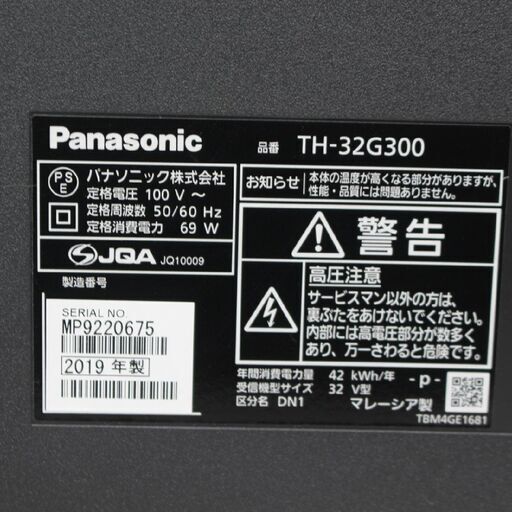 Panasonic 品番 TH-32G300
PS E パナソニック株式会社
定格電圧 100 V ～
定格周波数 50/60 Hz
定格消費電力 69 W
JQA JQ10009
製造番号
SERIAL NO.
MP9220675
2019 年製
お知らせ 本体の温度が高くなる部分がありますが、
性能・品質には問題ありません。
警告
高圧注意
サービスマン以外の方は、
裏ぶたをあけないでください。
内部には高電圧部分が数多く
あり、万一さわると危険です。
年間消費電力量 42 kWh/年
受信機型サイズ 32 V型
区分名 DN1
-p-
マレーシア製
TBM4GE1681